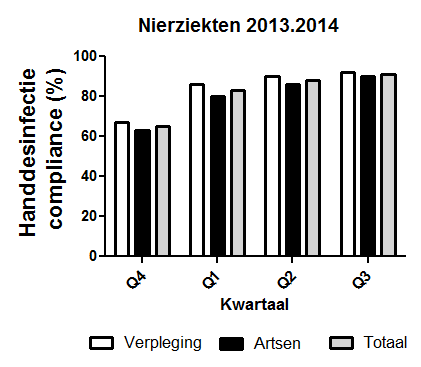 Nierziekten 2013.2014
Handdesinfectie
compliance (%)
100
80
60
40
20
0
Q4 Q1 Q2 Q3
Kwartaal
Verpleging Artsen Totaal